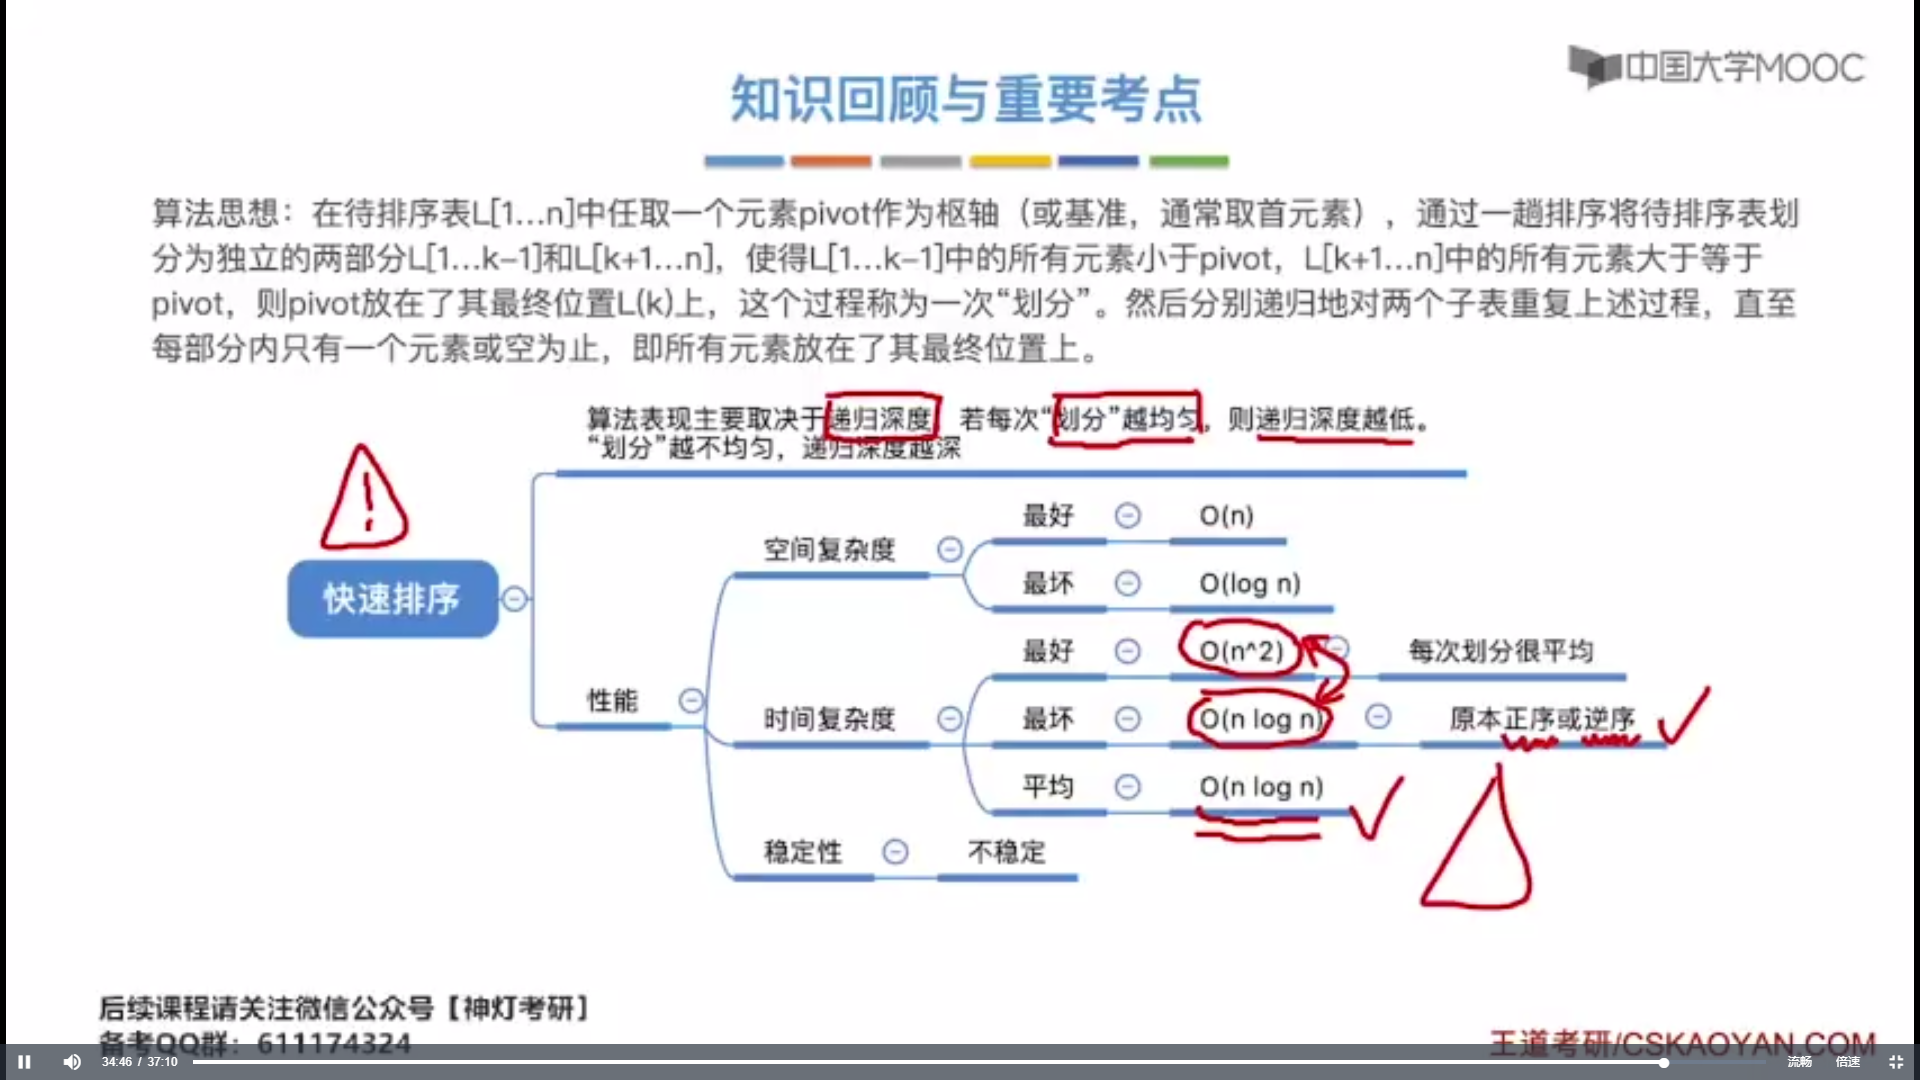 中国大学MOOC
知识回顾与重要考点
算法思想：在待排序表L[1…n]中任取一个元素pivot作为枢轴（或基准，通常取首元素），通过一趟排序将待排序表划
分为独立的两部分L[1…k-1]和L[k+1…n]，使得L[1…k-1]中的所有元素小于pivot，L[k+1…n]中的所有元素大于等于
pivot，则pivot放在了其最终位置L(k)上，这个过程称为一次“划分”。然后分别递归地对两个子表重复上述过程，直至
每部分内只有一个元素或空为止，即所有元素放在了其最终位置上。
算法表现主要取决于递归深度，若每次“划分”越均匀，则递归深度越低。
“划分”越不均匀，递归深度越深
快速排序
性能
空间复杂度
最好 O(n)
最坏 O(log n)
时间复杂度
最好 O(n^2) 每次划分很平均
最坏 O(n log n) 原本正序或逆序
平均 O(n log n)
稳定性 不稳定
后续课程请关注微信公众号【神灯考研】
备考QQ群：611174324
王道考研/CSKAOYAN.COM
34:46 / 37:10
流畅 倍速